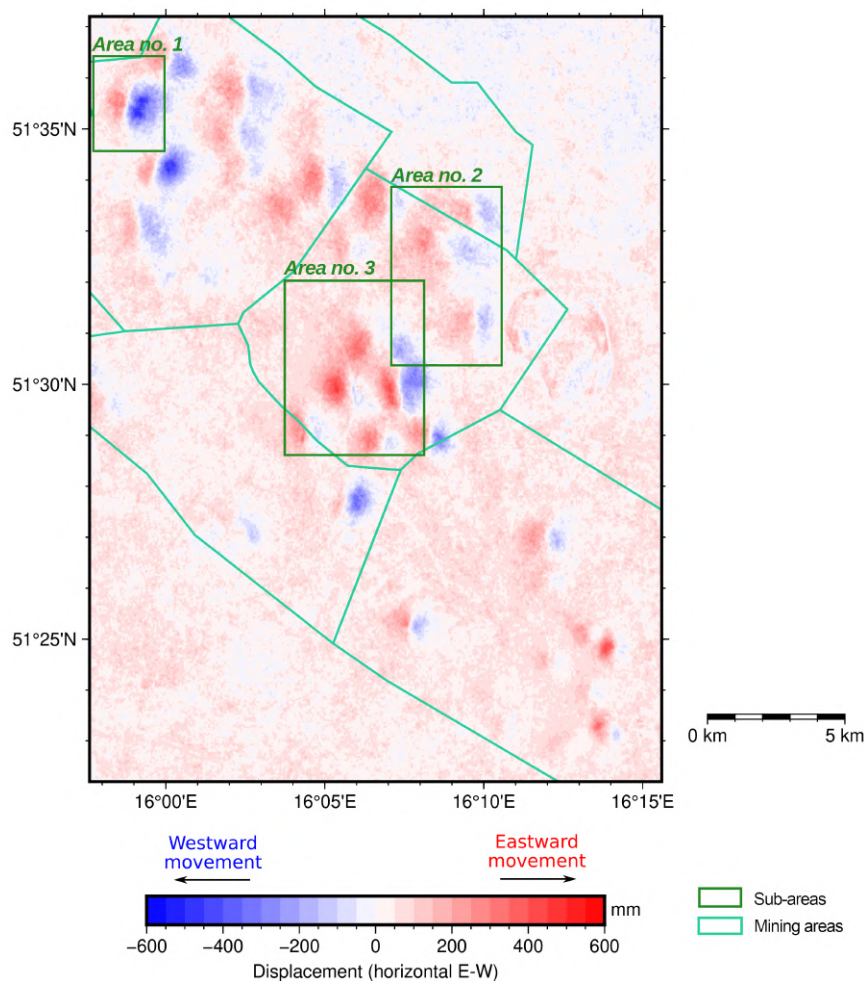 Area no. 1
51°35'N
Area no. 2
Area no. 3
51°30'N
51°25'N
0 km 5 km
16°00'E 16°05'E 16°10'E 16°15'E
Westward
movement
Eastward
movement
mm
−600 −400 −200 0 200 400 600
Displacement (horizontal E-W)
Sub-areas
Mining areas